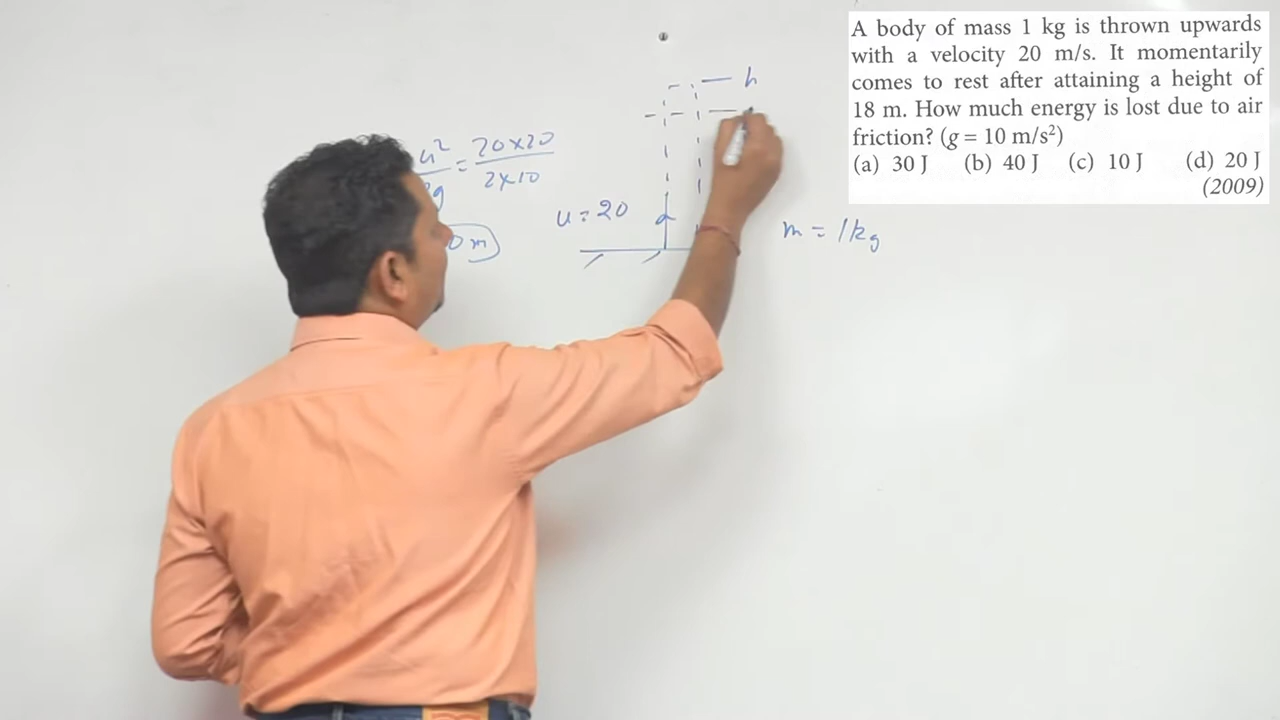 A body of mass 1 kg is thrown upwards
with a velocity 20 m/s. It momentarily
comes to rest after attaining a height of
18 m. How much energy is lost due to air
friction? (g = 10 m/s²)
(a) 30 J (b) 40 J (c) 10 J (d) 20 J
(2009)
h
u² = 20×20
g 2×10
u = 20
m = 1kg
m